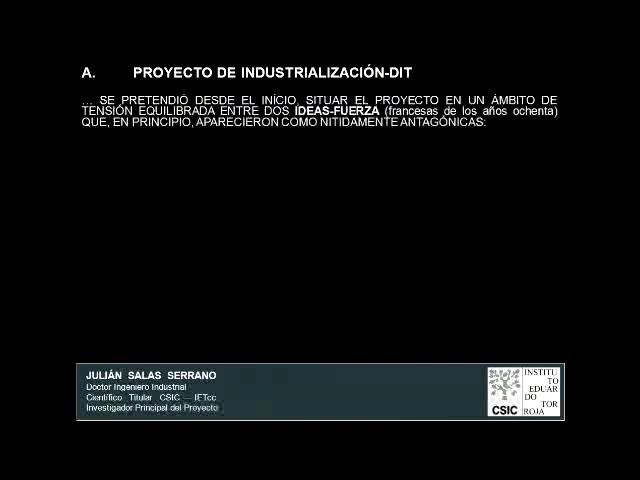 A. PROYECTO DE INDUSTRIALIZACIÓN-DIT
... SE PRETENDIÓ DESDE EL INÍCIO, SITUAR EL PROYECTO EN UN ÁMBITO DE
TENSIÓN EQUILIBRADA ENTRE DOS IDEAS-FUERZA (francesas de los años ochenta)
QUE, EN PRINCIPIO, APARECIERON COMO NITIDAMENTE ANTAGÓNICAS:
JULIÁN SALAS SERRANO
Doctor Ingeniero Industrial
Científico Titular CSIC – IETcc
Investigador Principal del Proyecto
CSIC
INSTITU
TO
EDUAR
DO
TOR
ROJA